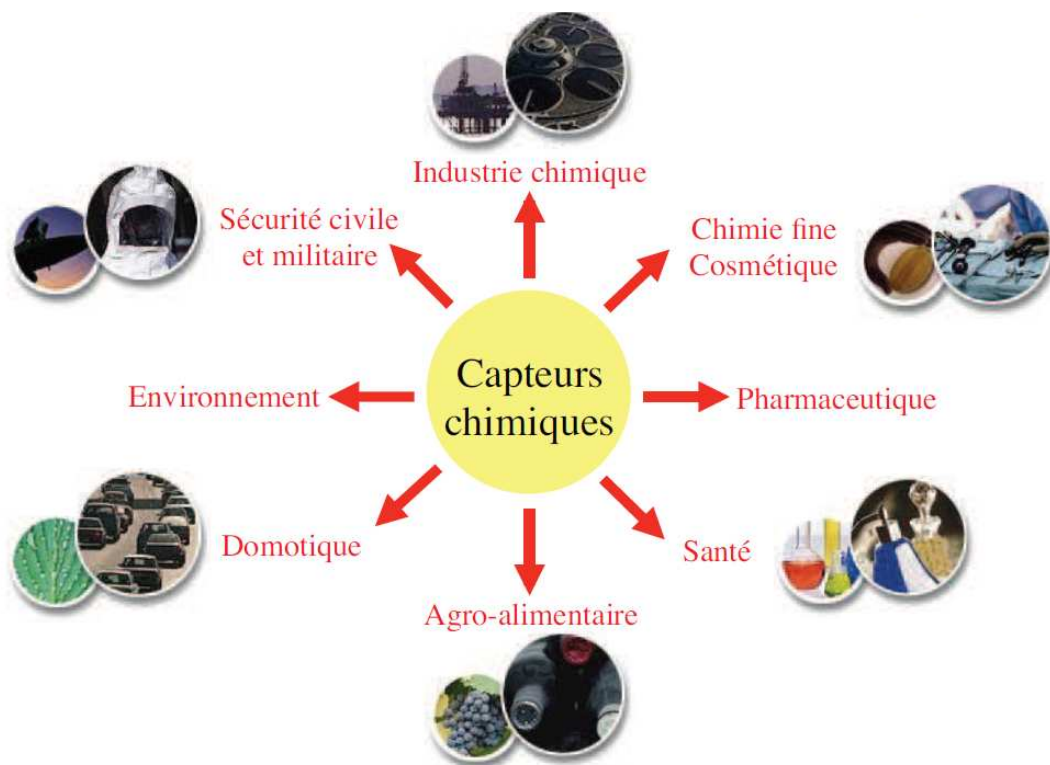 Industrie chimique
Sécurité civile
et militaire
Chimie fine
Cosmétique
Capteurs
chimiques
Environnement
Pharmaceutique
Domotique
Santé
Agro-alimentaire